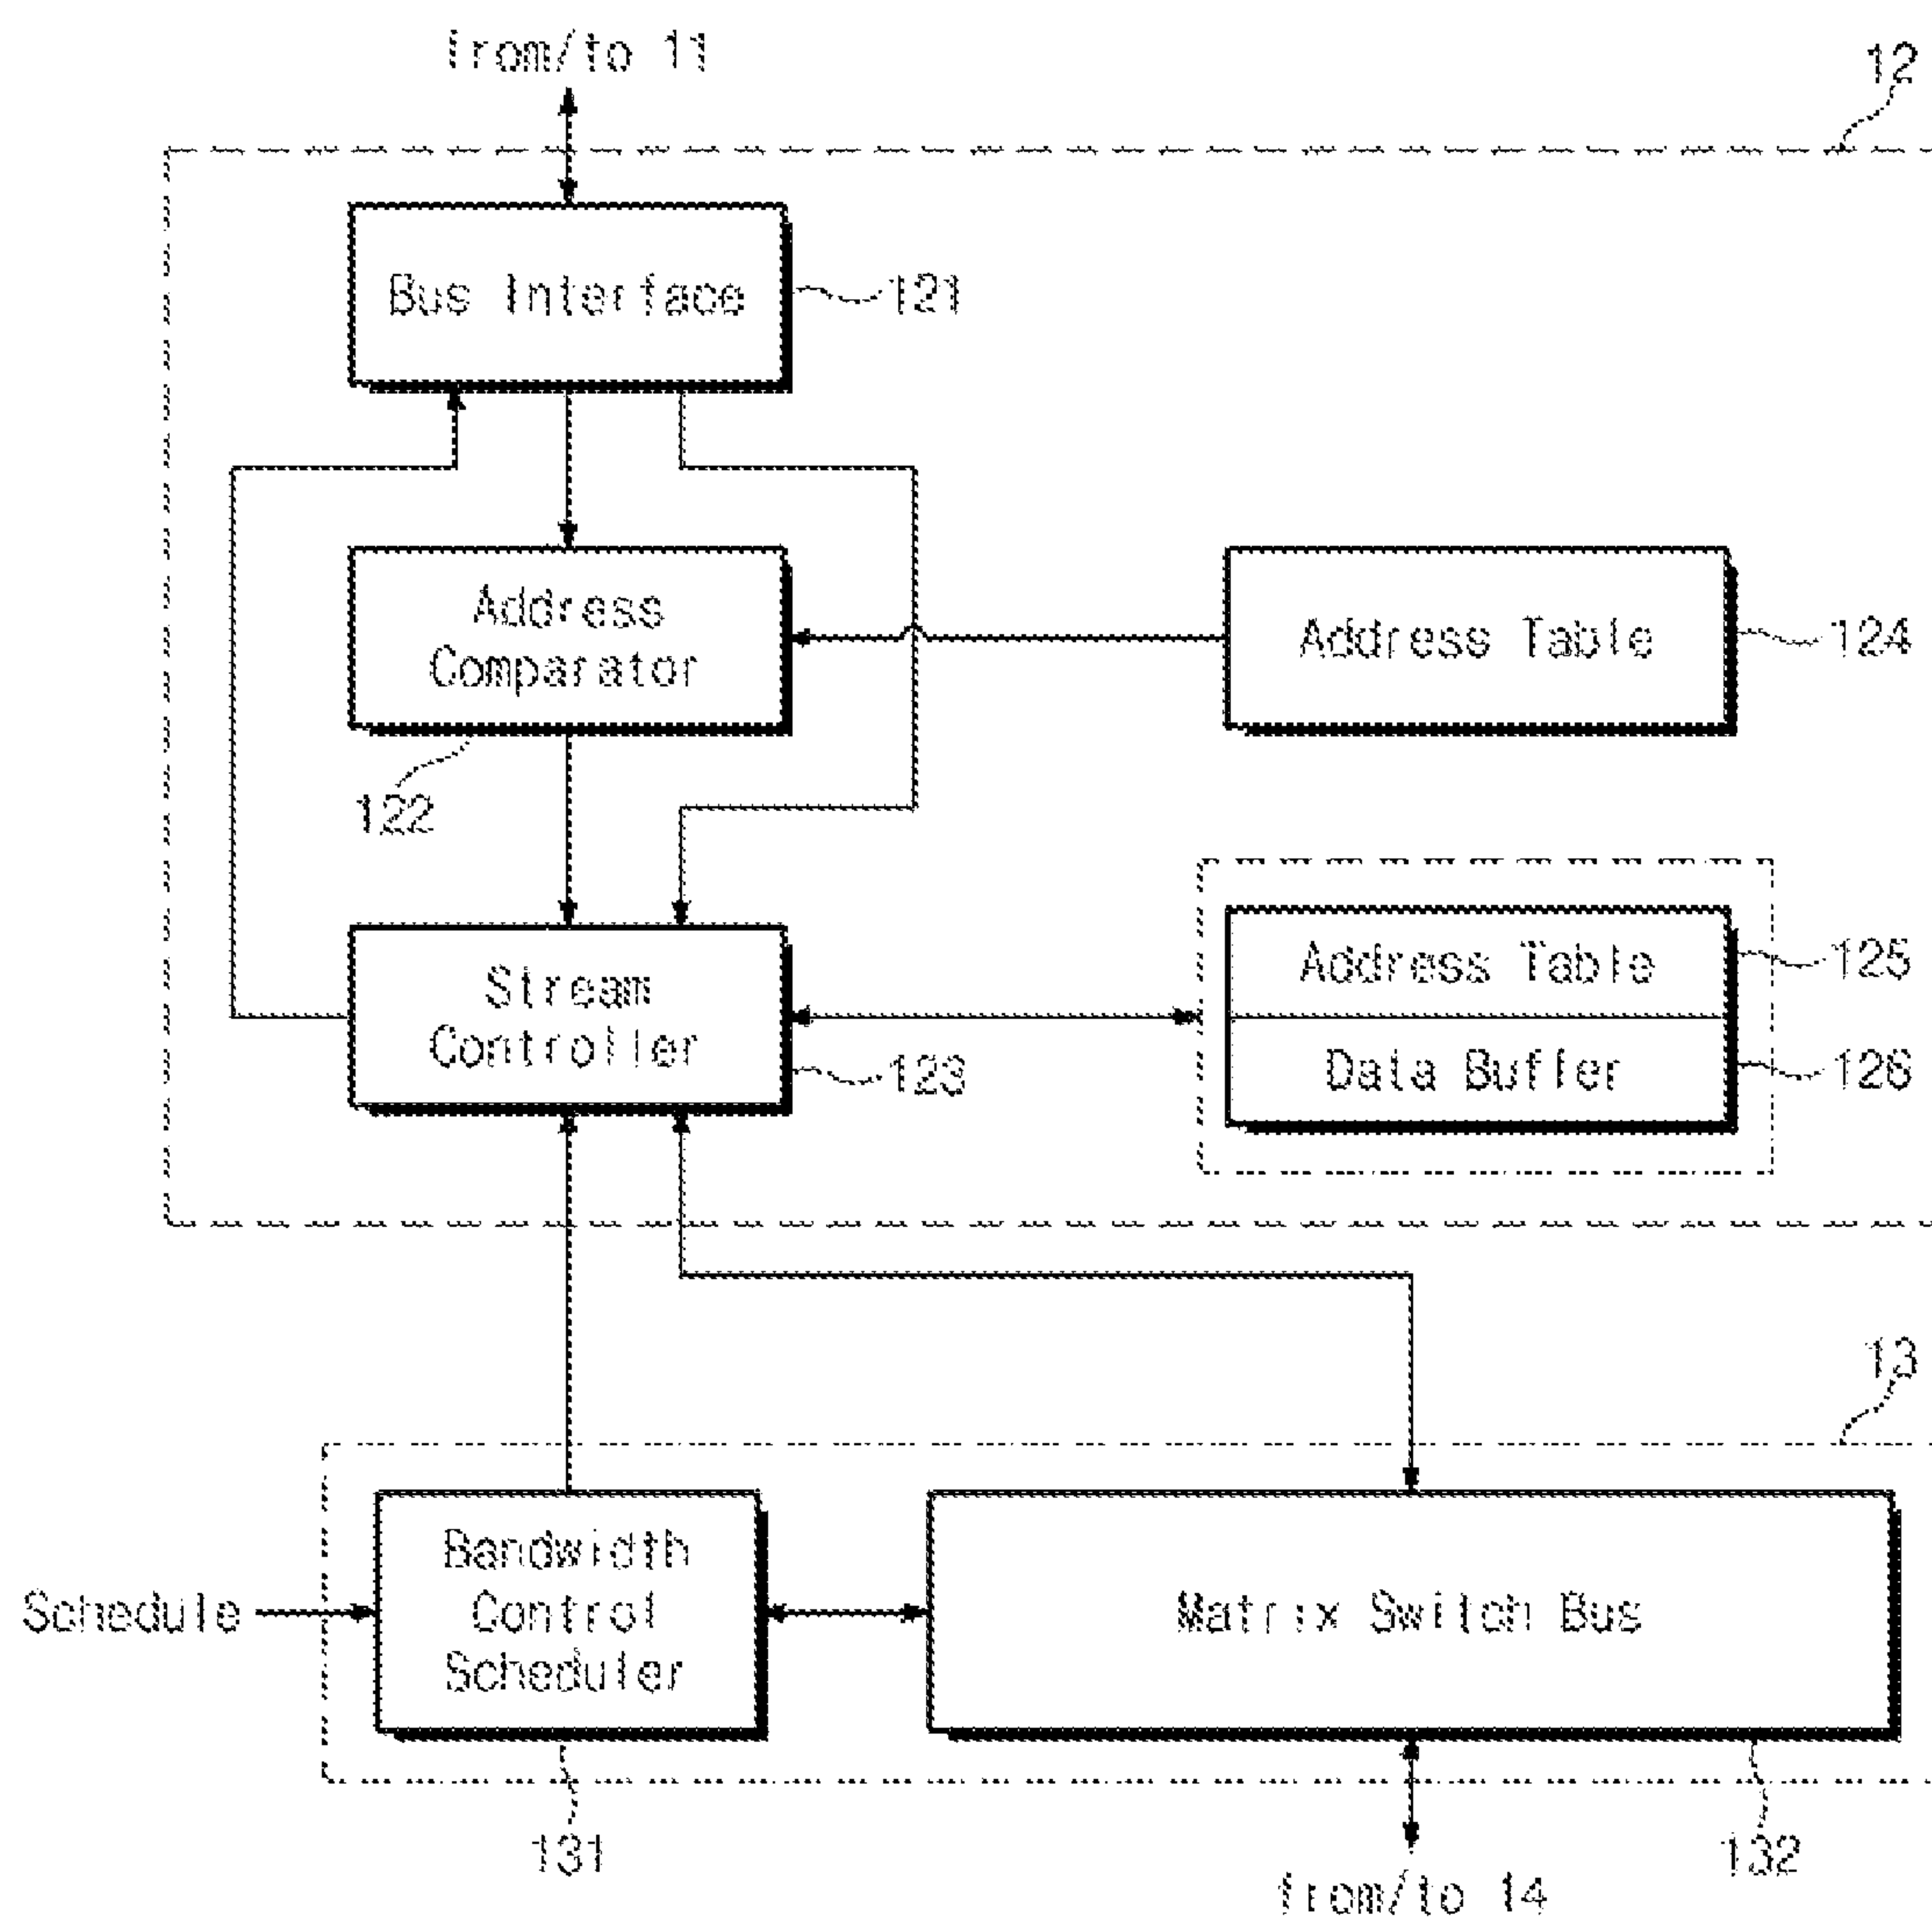 from/to 11
12
Bus Interface
121
Address
Comparator
122
Address Table
124
Stream
Controller
123
Address Table
125
Data Buffer
126
13
Schedule
Bandwidth
Control
Scheduler
131
Matrix Switch Bus
132
from/to 14